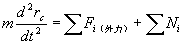 m d²r_c/dt² = ∑F_i（外力） + ∑N_i